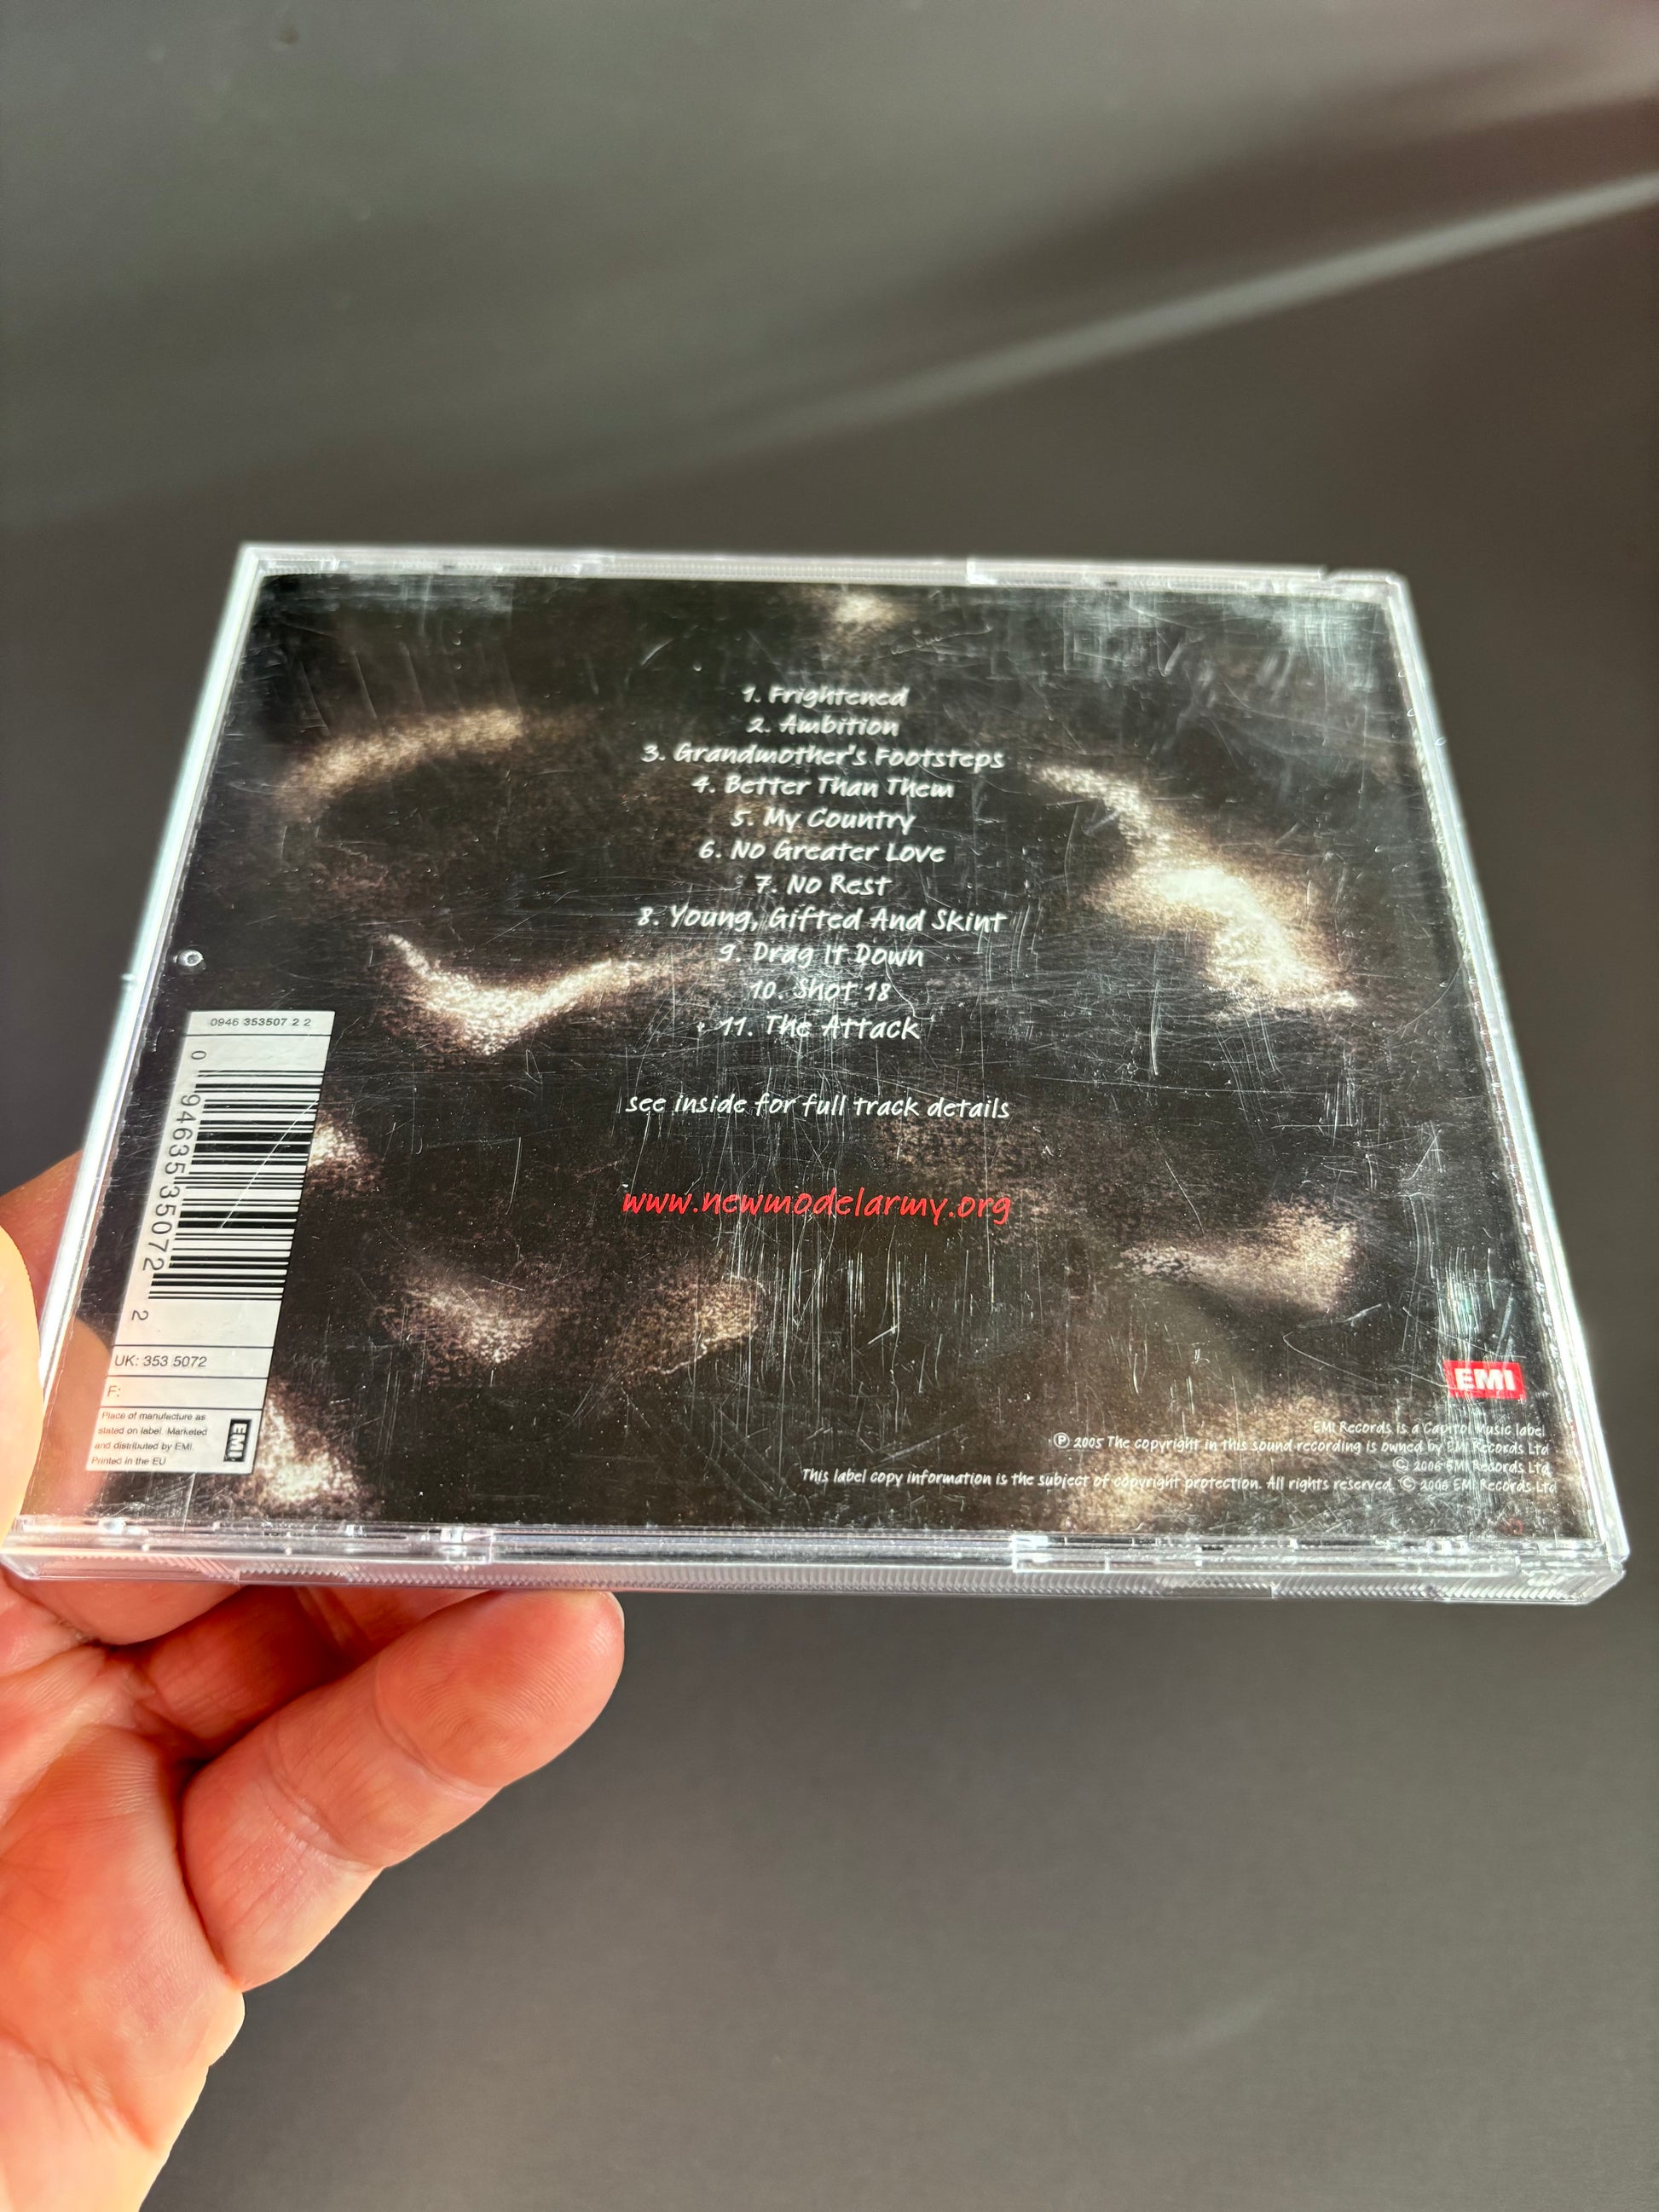 1. Frightened
2. Ambition
3. Grandmother's Footsteps
4. Better Than Them
5. My Country
6. No Greater Love
7. No Rest
8. Young, Gifted And Skint
9. Drag It Down
10. Shot 18
11. The Attack
see inside for full track details
www.newmodelarmy.org
0946 353507 2 2
0 94635 35072 2
UK: 353 5072
F:
Place of manufacture as
stated on label. Marketed
and distributed by EMI.
Printed in the EU
EMI
EMI
EMI Records is a Capitol Music label
℗ 2005 The copyright in this sound recording is owned by EMI Records Ltd
© 2005 EMI Records Ltd
This label copy information is the subject of copyright protection. All rights reserved. © 2005 EMI Records Ltd